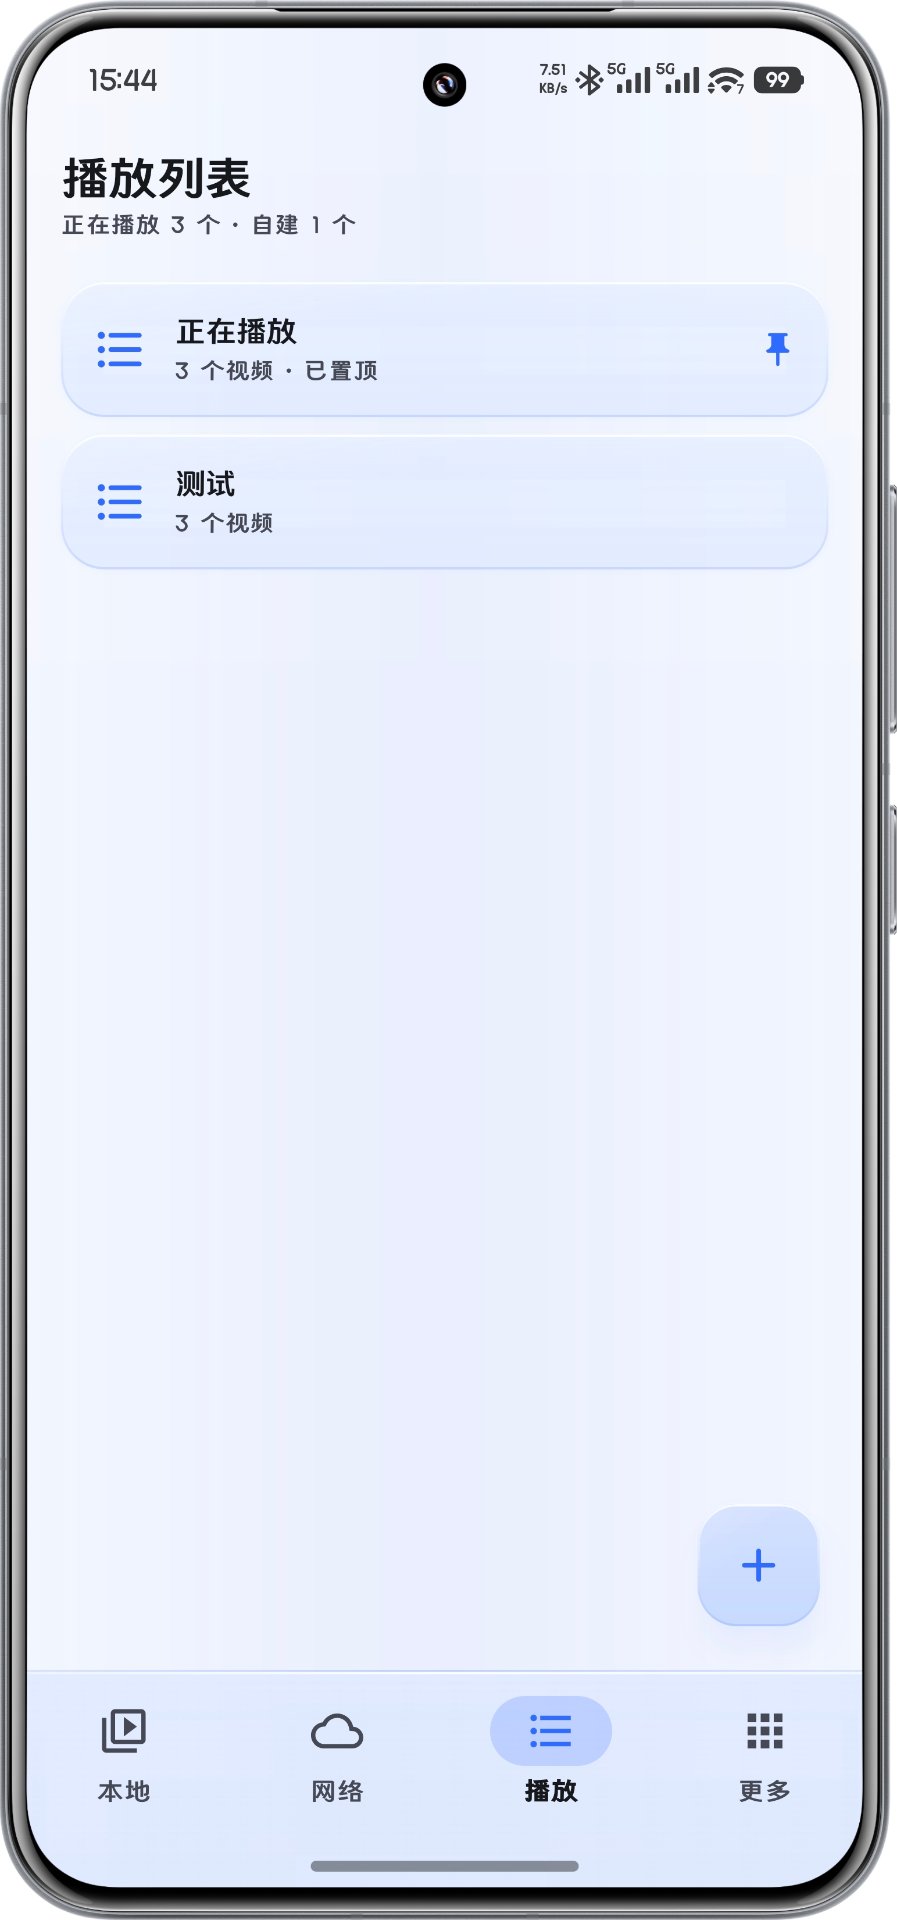 15:44
7.51 KB/s 5G 5G 7 99
播放列表
正在播放 3 个 · 自建 1 个
正在播放
3 个视频 · 已置顶
测试
3 个视频
本地 网络 播放 更多